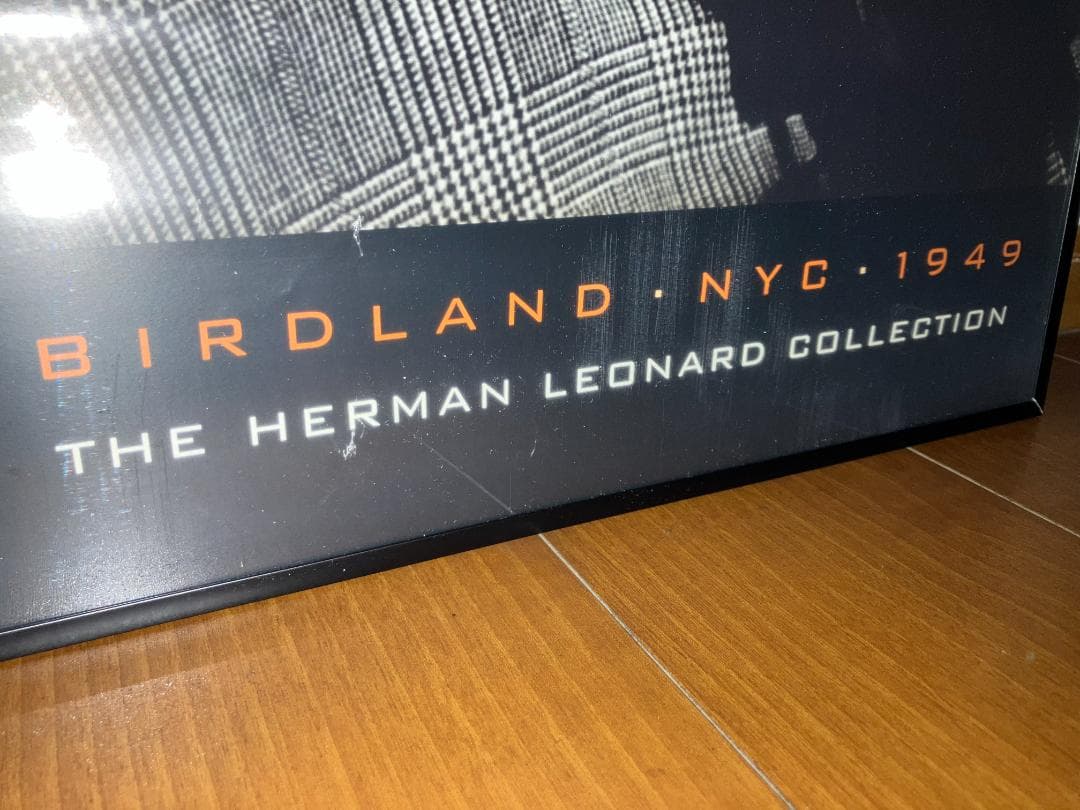 BIRDLAND · NYC · 1949
THE HERMAN LEONARD COLLECTION